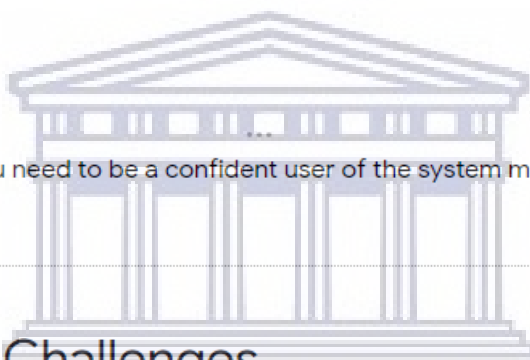 ...
need to be a confident user of the system
Challenges